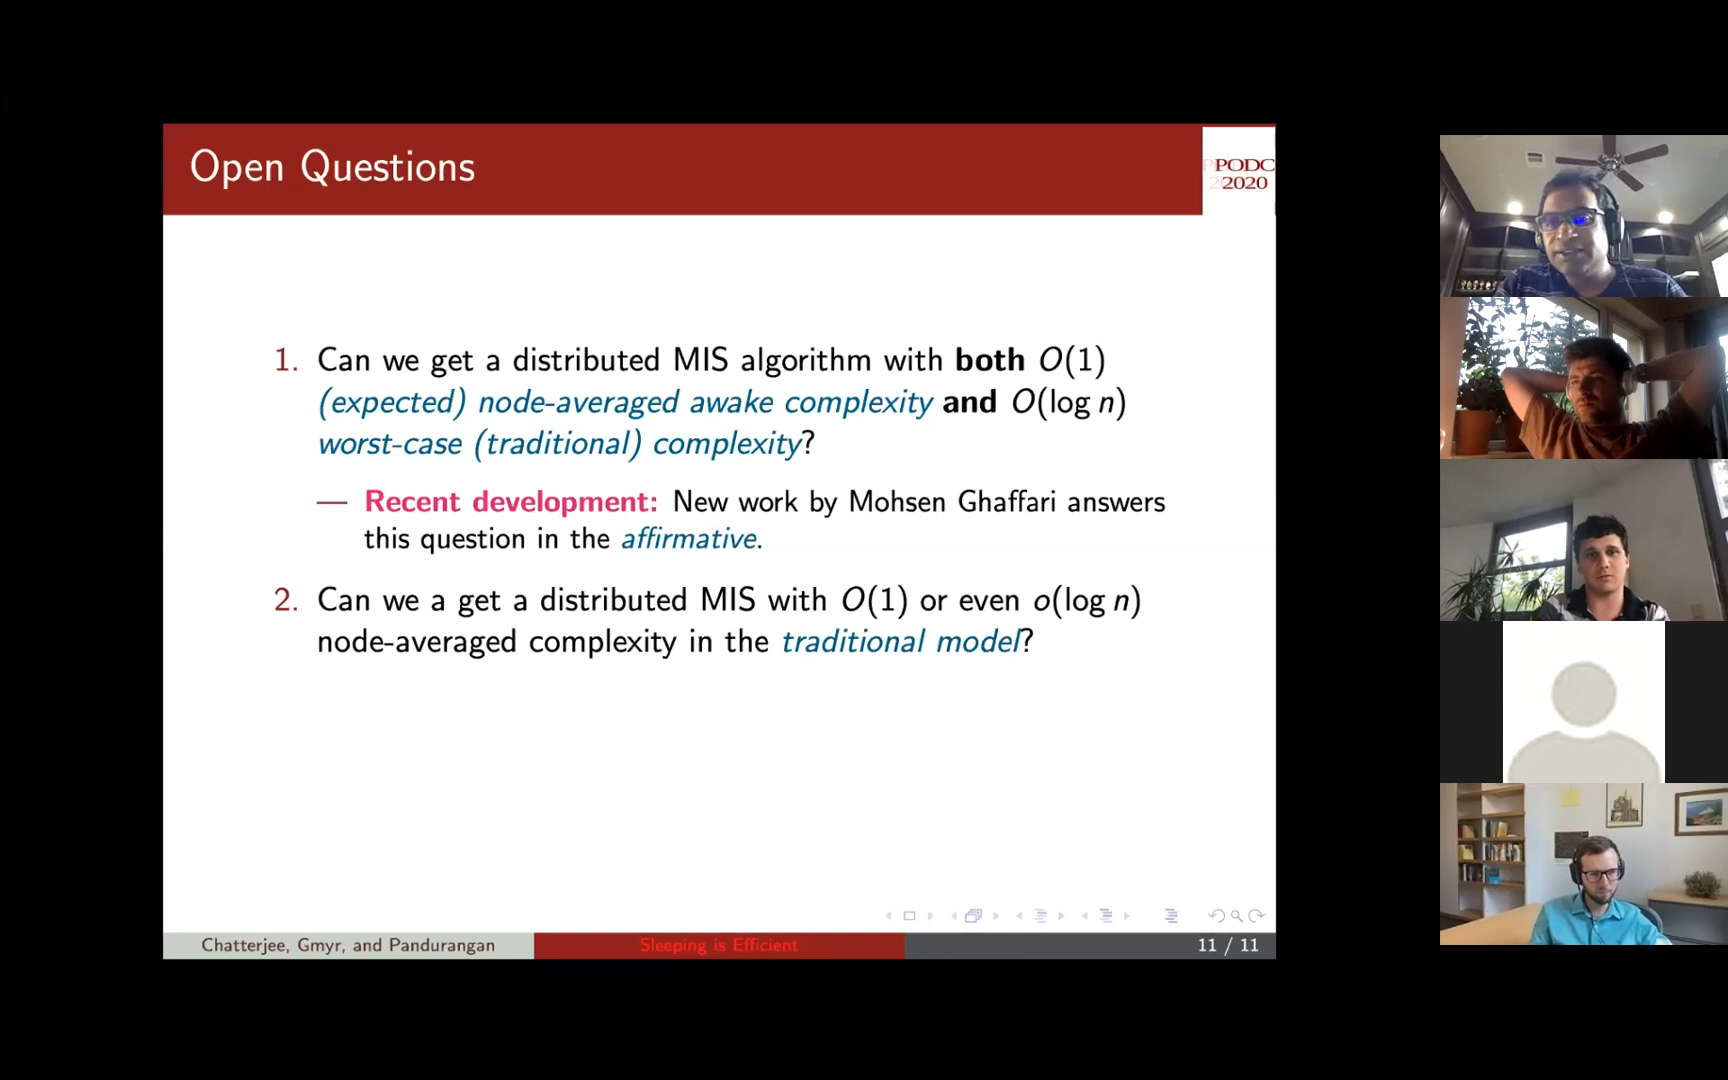 Open Questions
PODC
2020
1. Can we get a distributed MIS algorithm with both O(1)
(expected) node-averaged awake complexity and O(log n)
worst-case (traditional) complexity?
— Recent development: New work by Mohsen Ghaffari answers
this question in the affirmative.
2. Can we a get a distributed MIS with O(1) or even o(log n)
node-averaged complexity in the traditional model?
Chatterjee, Gmyr, and Pandurangan
Sleeping is Efficient
11 / 11